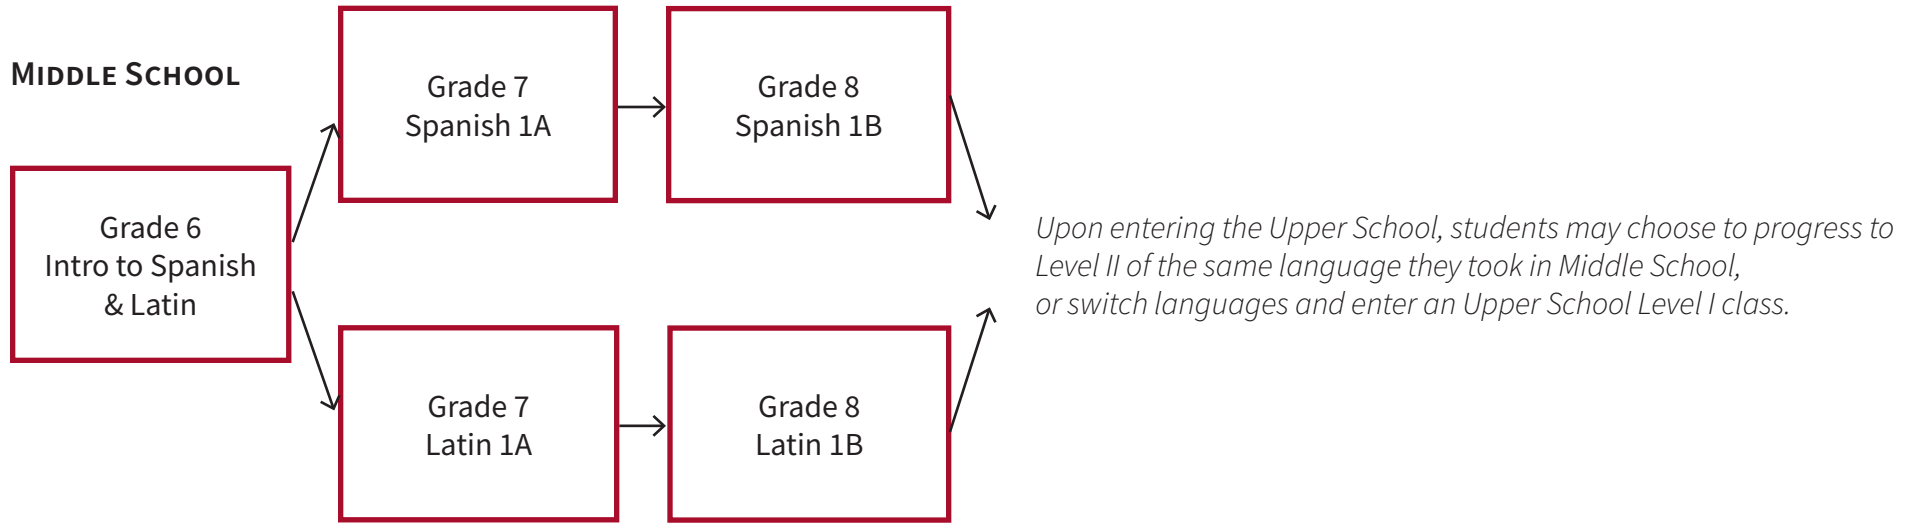 MIDDLE SCHOOL
Grade 6
Intro to Spanish
& Latin
Grade 7
Spanish 1A
Grade 8
Spanish 1B
Grade 7
Latin 1A
Grade 8
Latin 1B
Upon entering the Upper School, students may choose to progress to
Level II of the same language they took in Middle School,
or switch languages and enter an Upper School Level I class.